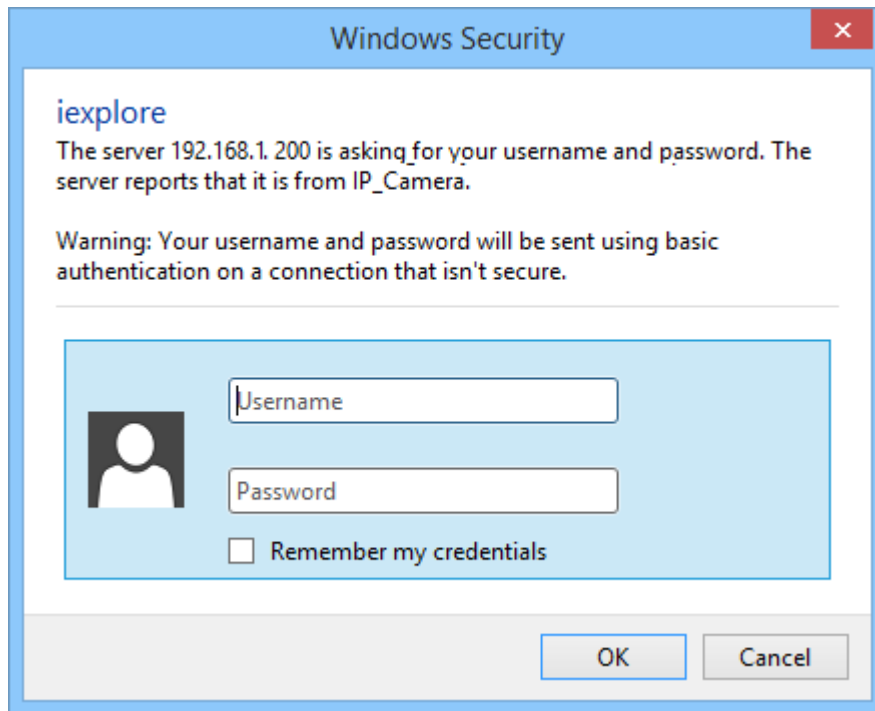 Windows Security
iexplore
The server 192.168.1. 200 is asking for your username and password. The
server reports that it is from IP_Camera.
Warning: Your username and password will be sent using basic
authentication on a connection that isn't secure.
Username
Password
Remember my credentials
OK
Cancel